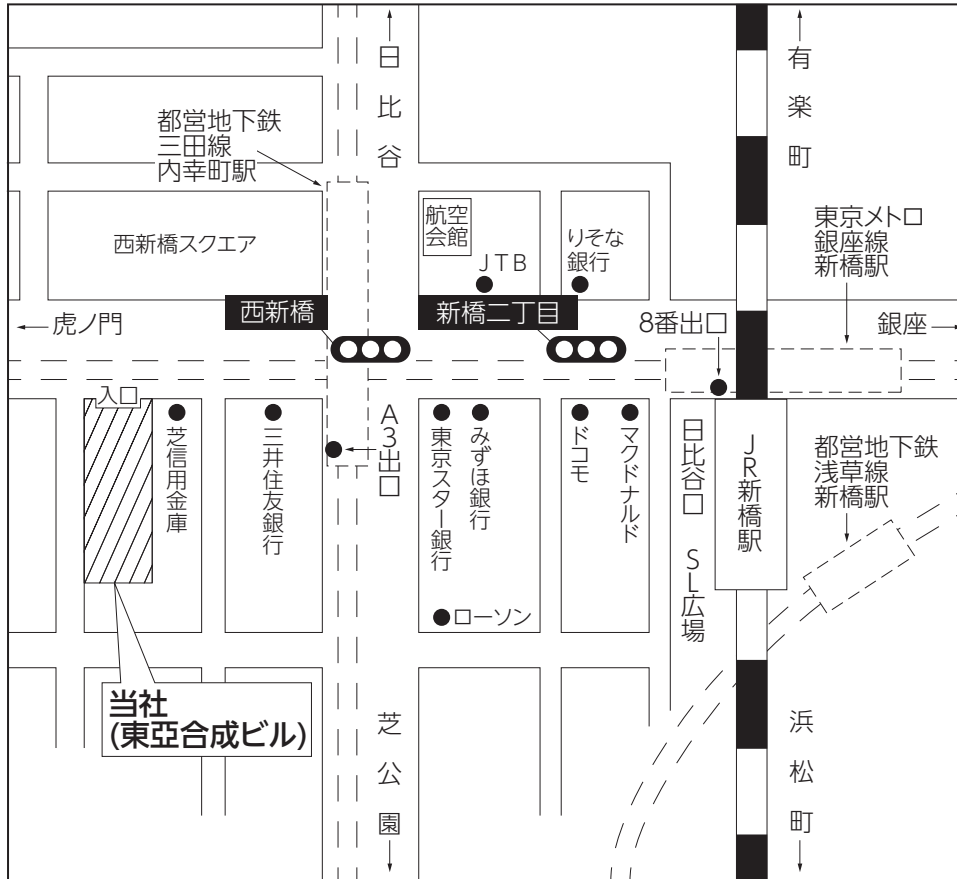 日比谷
有楽町
都営地下鉄
三田線
内幸町駅
西新橋スクエア
航空
会館
JTB
りそな
銀行
東京メトロ
銀座線
新橋駅
虎ノ門
西新橋
新橋二丁目
8番出口
銀座
入口
芝信用金庫
三井住友銀行
A3出口
東京スター銀行
みずほ銀行
ドコモ
マクドナルド
日比谷口
SL広場
JR新橋駅
都営地下鉄
浅草線
新橋駅
ローソン
当社
(東亞合成ビル)
芝公園
浜松町